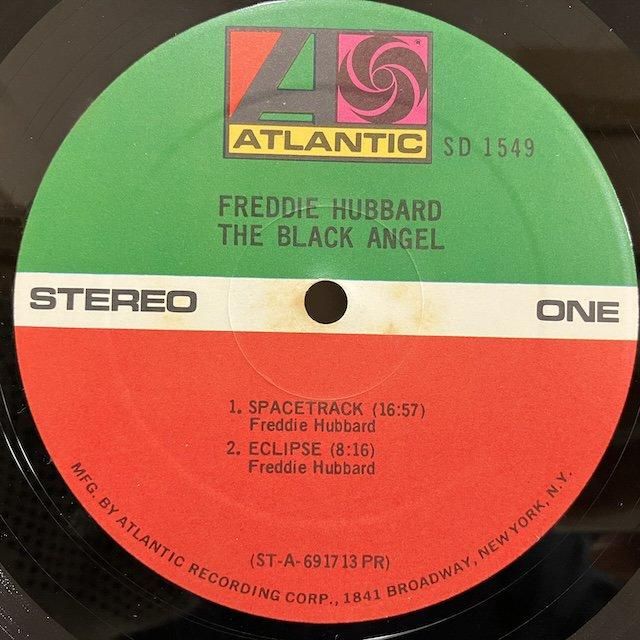 ATLANTIC
SD 1549
FREDDIE HUBBARD
THE BLACK ANGEL
STEREO
ONE
1. SPACETRACK (16:57)
Freddie Hubbard
2. ECLIPSE (8:16)
Freddie Hubbard
(ST-A-691713 PR)
MFG. BY ATLANTIC RECORDING CORP., 1841 BROADWAY, NEW YORK, N.Y.